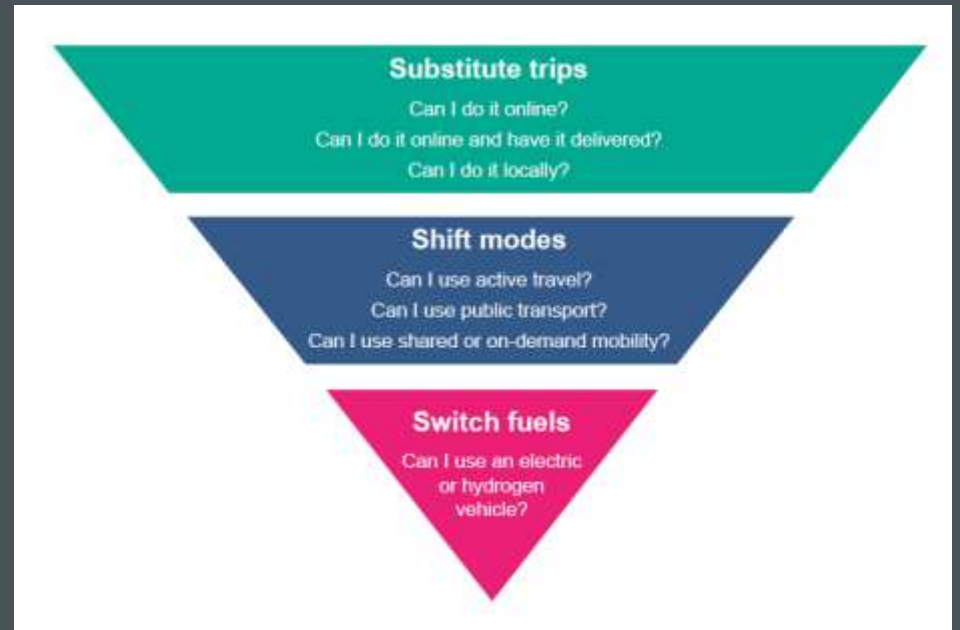 Substitute trips
Can I do it online?
Can I do it online and have it delivered?
Can I do it locally?
Shift modes
Can I use active travel?
Can I use public transport?
Can I use shared or on-demand mobility?
Switch fuels
Can I use an electric
or hydrogen
vehicle?